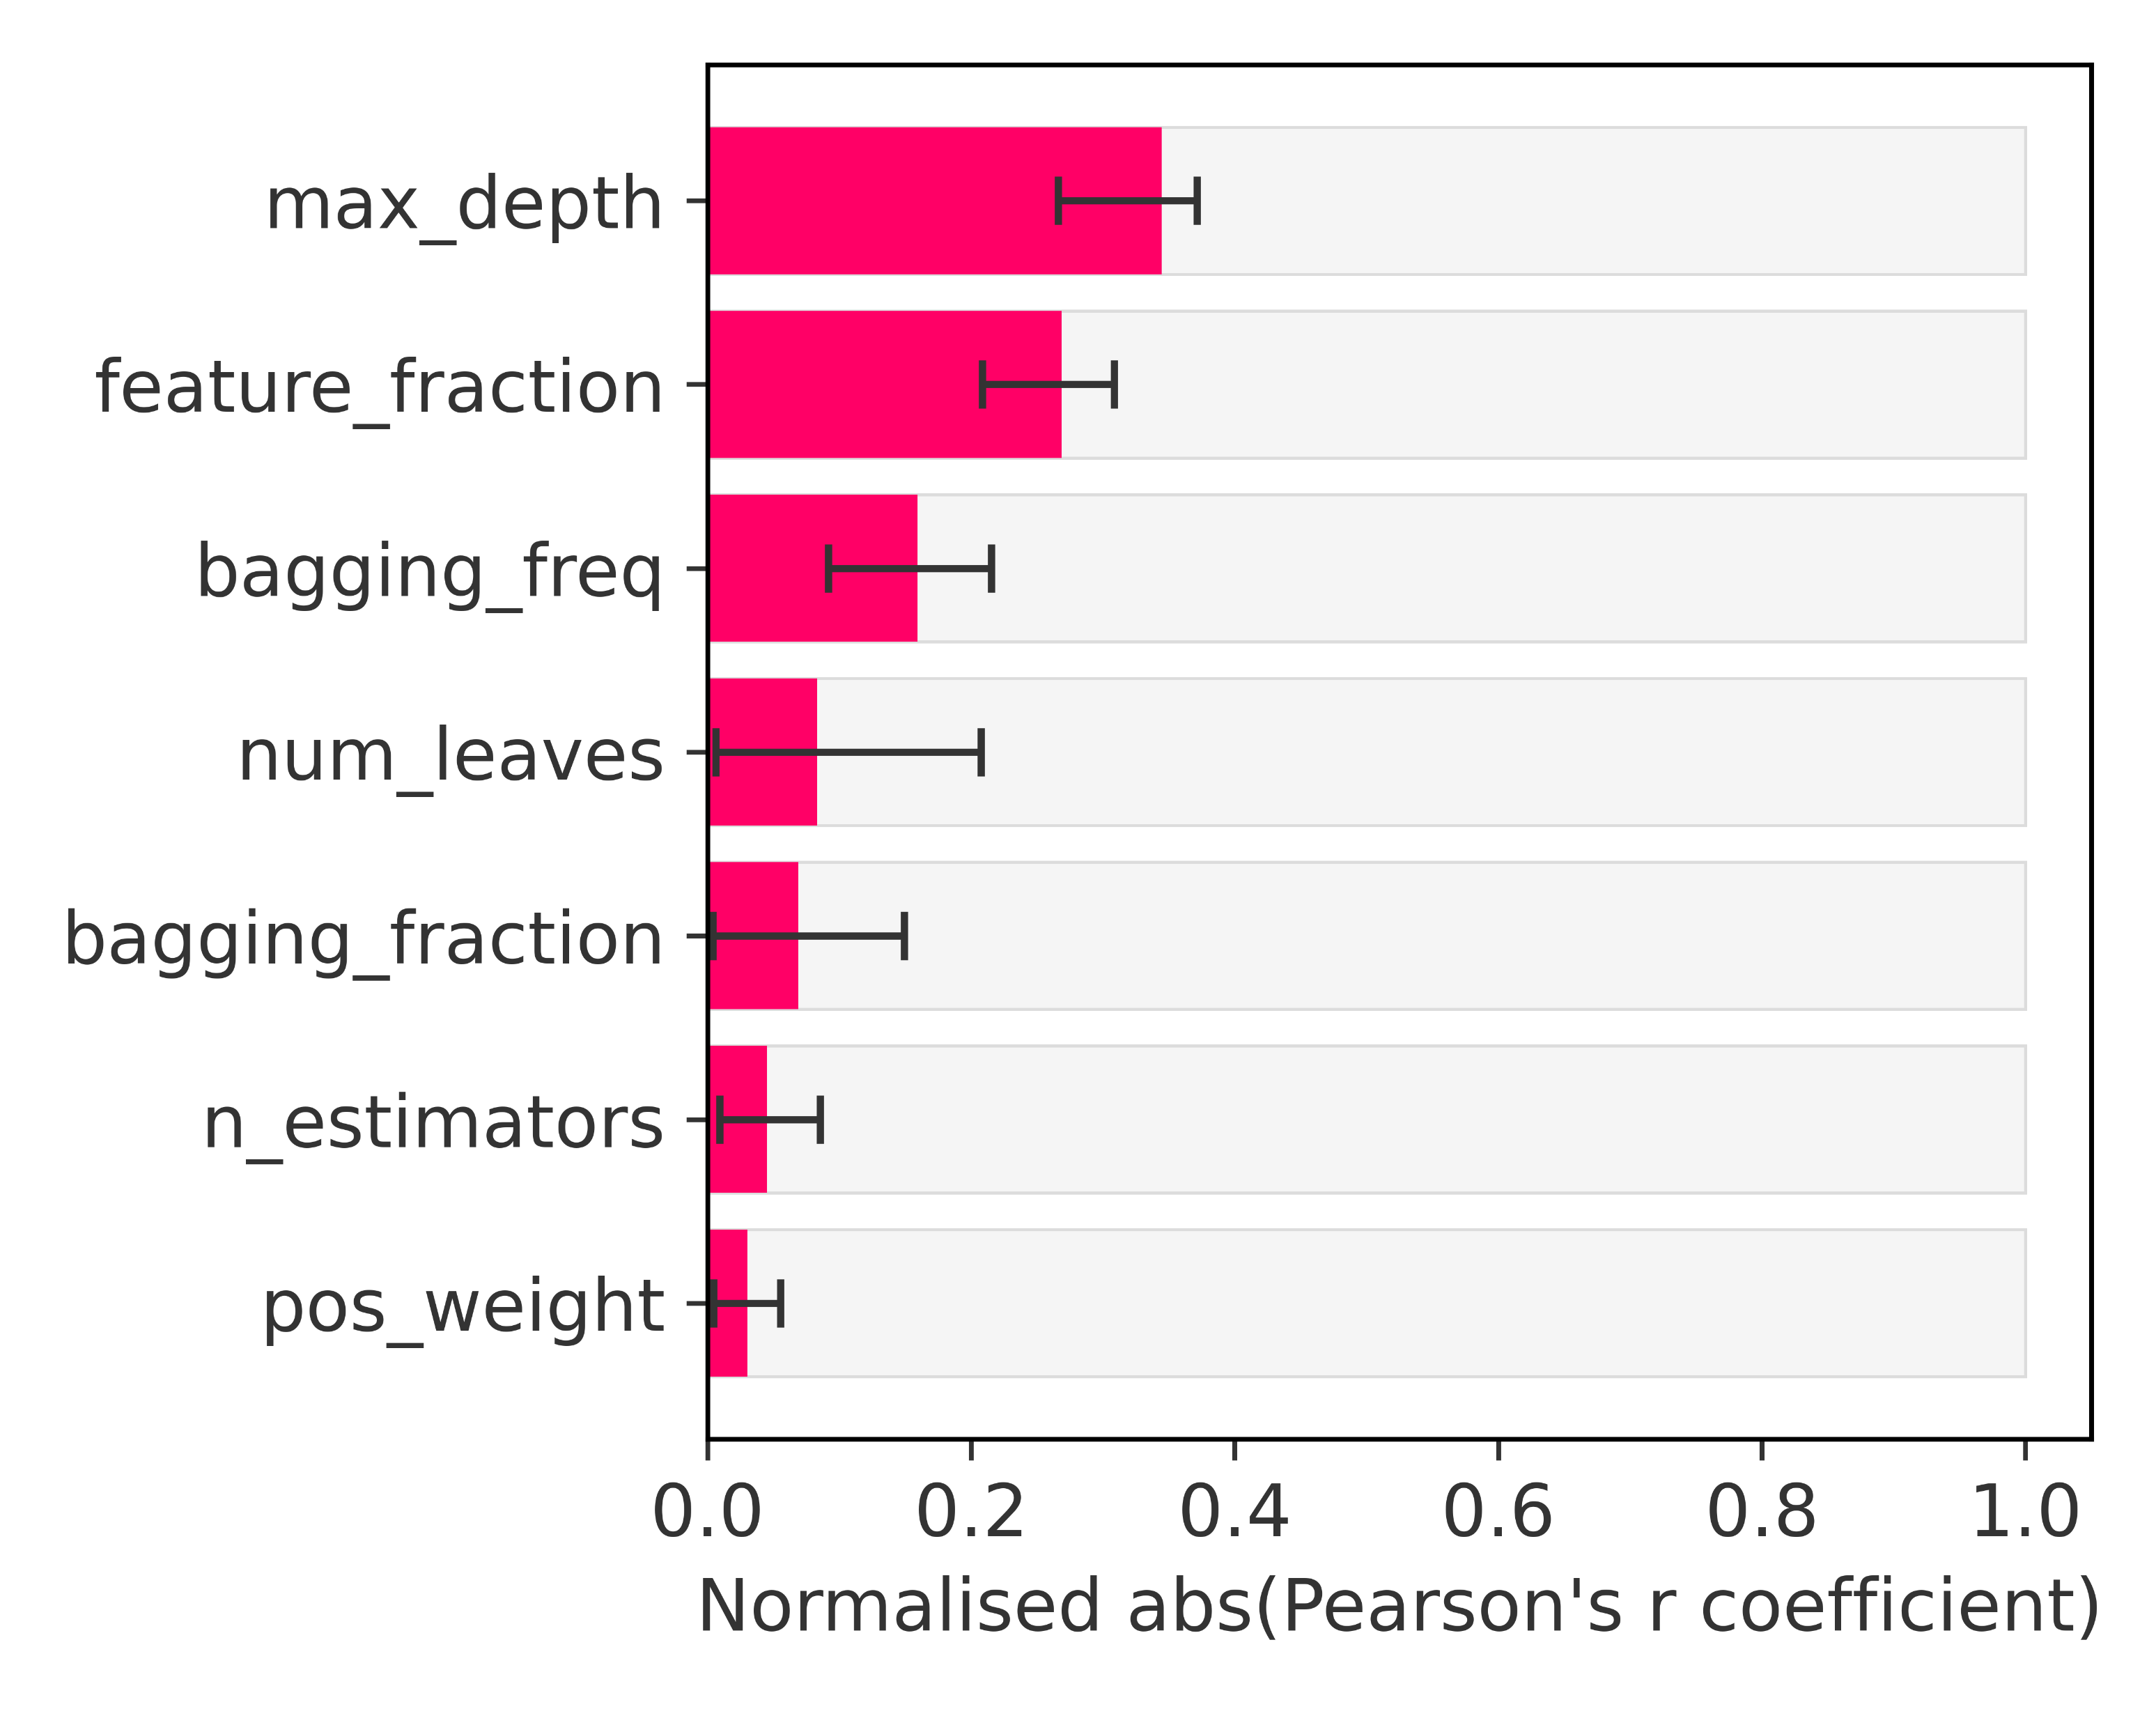 max_depth
feature_fraction
bagging_freq
num_leaves
bagging_fraction
n_estimators
pos_weight
0.0 0.2 0.4 0.6 0.8 1.0
Normalised abs(Pearson's r coefficient)